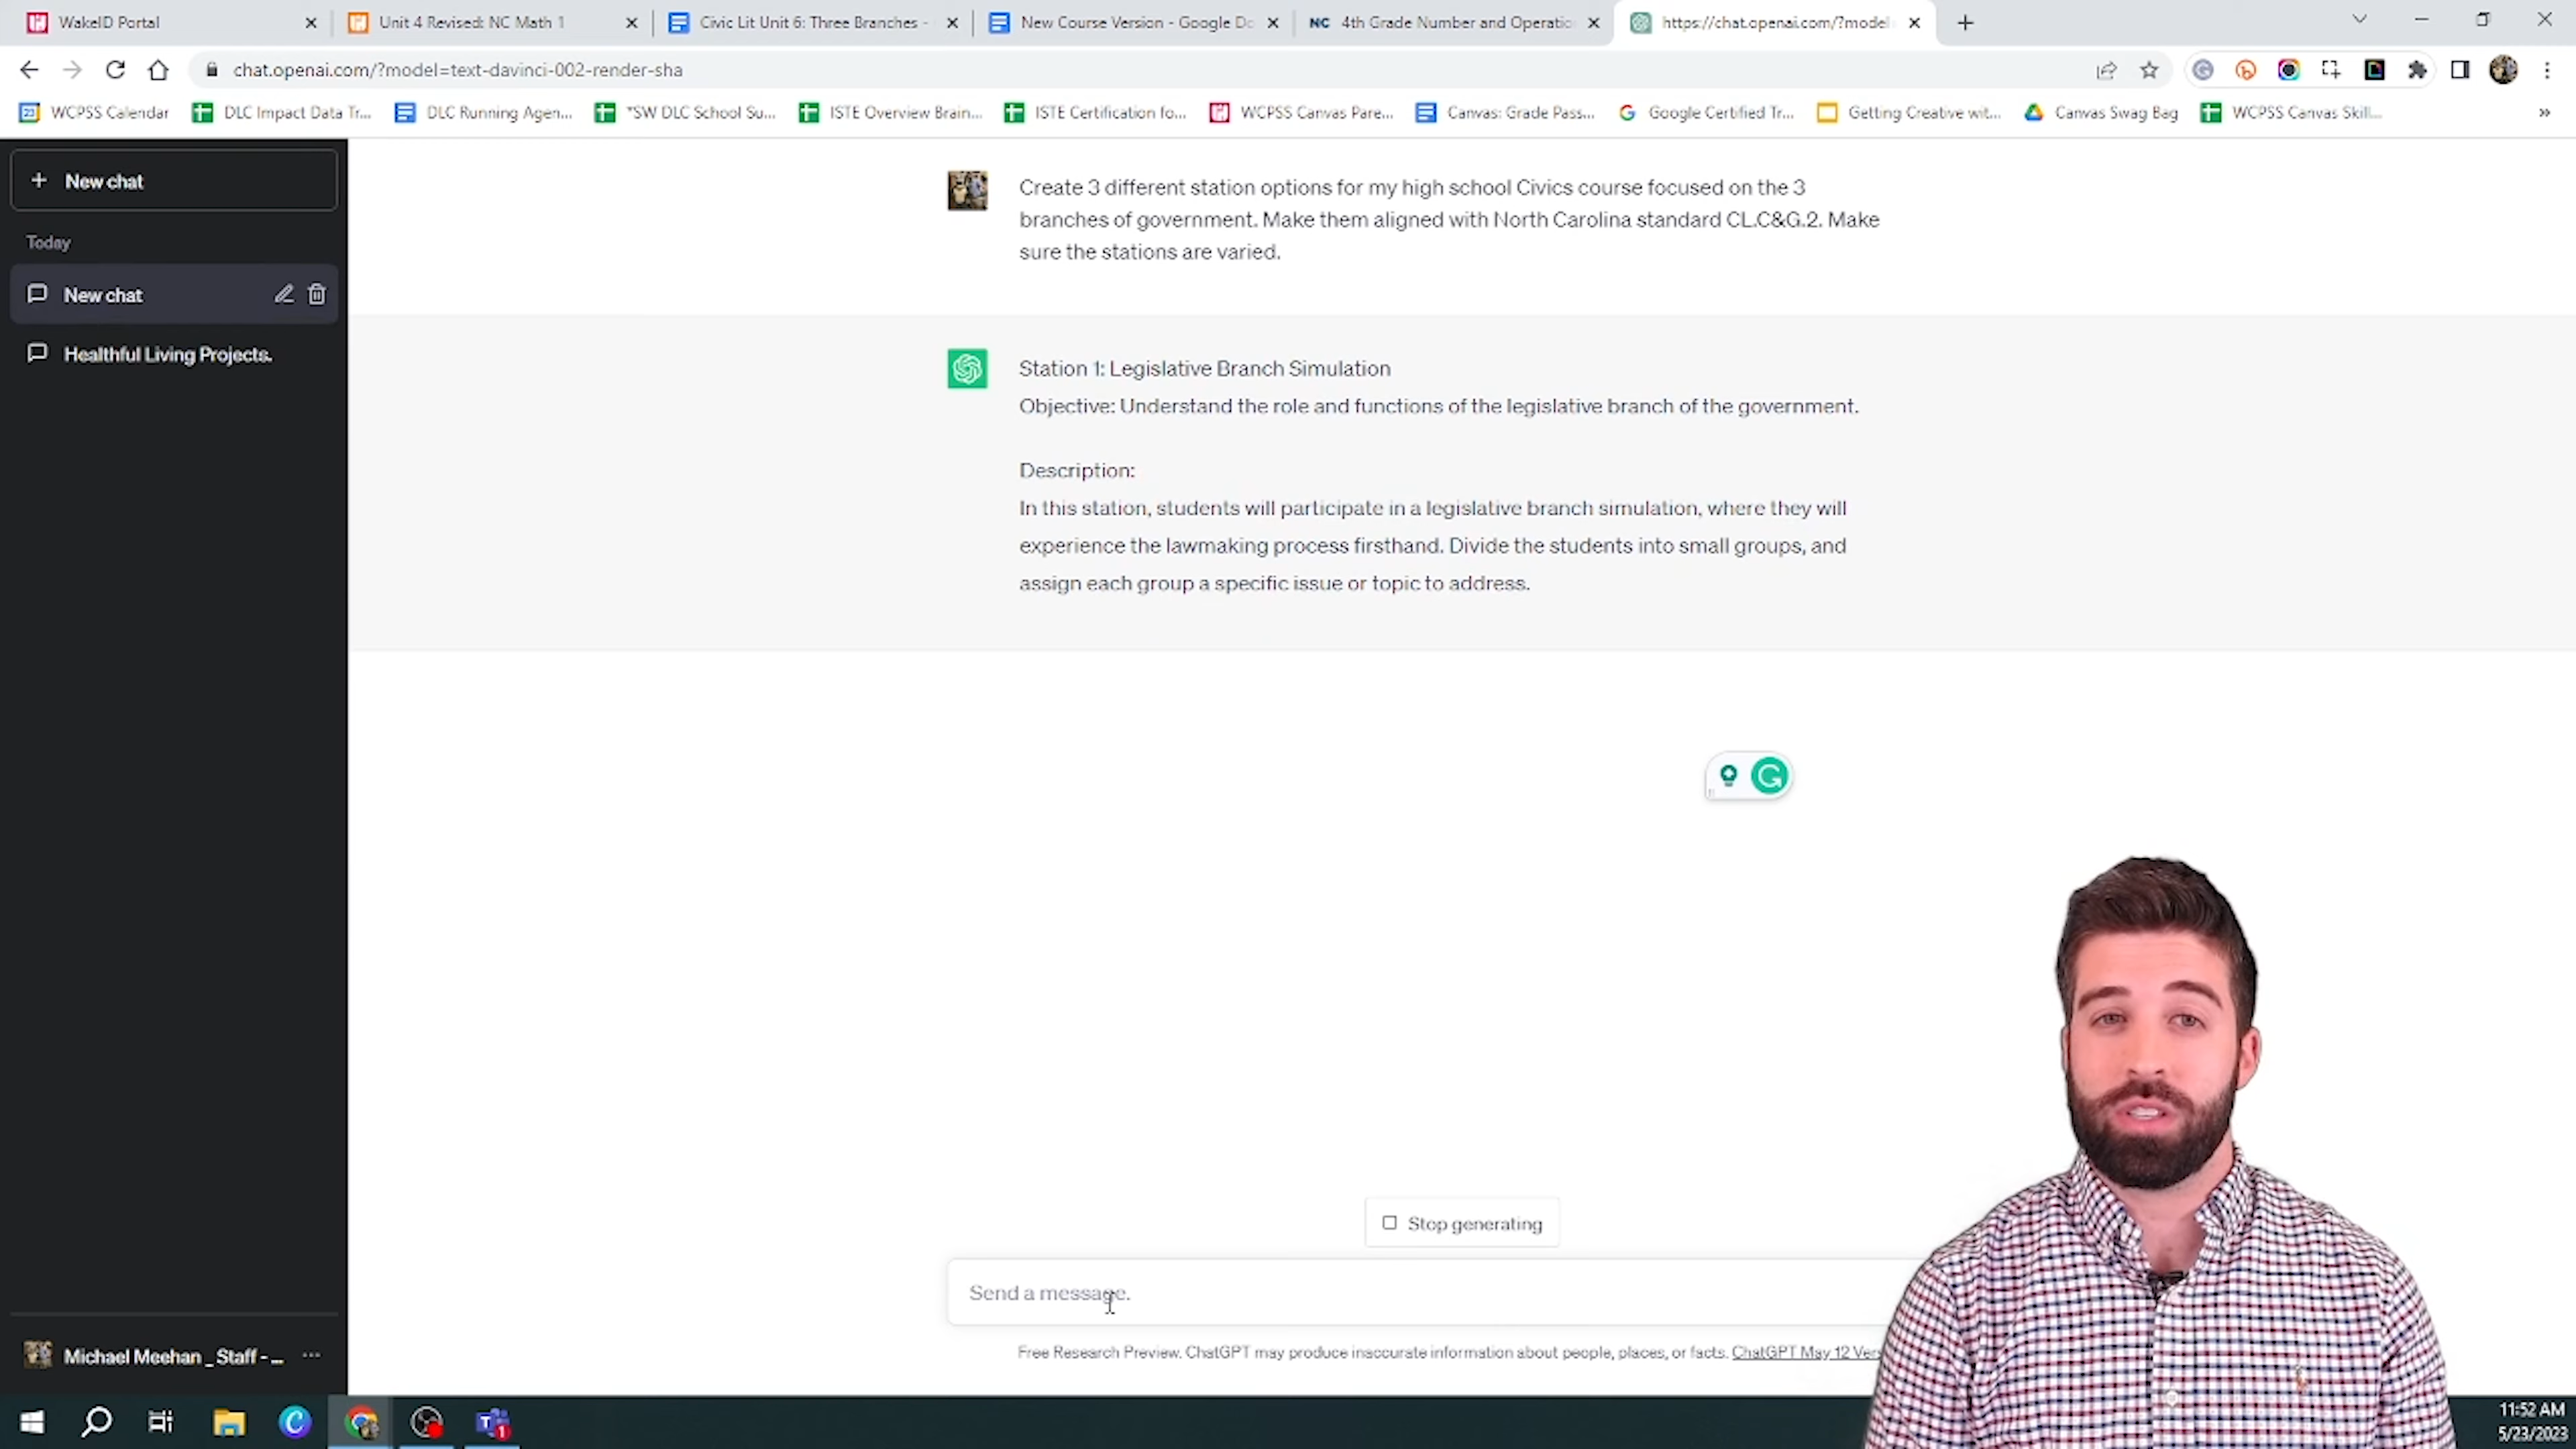 WakeID Portal
Unit 4 Revised: NC Math 1
Civic Lit Unit 6: Three Branches -
New Course Version - Google Do
NC 4th Grade Number and Operatio
https://chat.openai.com/?model
chat.openai.com/?model=text-davinci-002-render-sha
WCPSS Calendar
DLC Impact Data Tr...
DLC Running Agen...
*SW DLC School Su...
ISTE Overview Brain...
ISTE Certification fo...
WCPSS Canvas Pare...
Canvas: Grade Pass...
Google Certified Tr...
Getting Creative wit...
Canvas Swag Bag
WCPSS Canvas Skill...
New chat
Today
New chat
Healthful Living Projects.
Create 3 different station options for my high school Civics course focused on the 3
branches of government. Make them aligned with North Carolina standard CL.C&G.2. Make
sure the stations are varied.
Station 1: Legislative Branch Simulation
Objective: Understand the role and functions of the legislative branch of the government.
Description:
In this station, students will participate in a legislative branch simulation, where they will
experience the lawmaking process firsthand. Divide the students into small groups, and
assign each group a specific issue or topic to address.
Stop generating
Send a message.
Free Research Preview. ChatGPT may produce inaccurate information about people, places, or facts. ChatGPT May 12 Vers
Michael Meehan _ Staff - ...
11:52 AM
5/23/2023